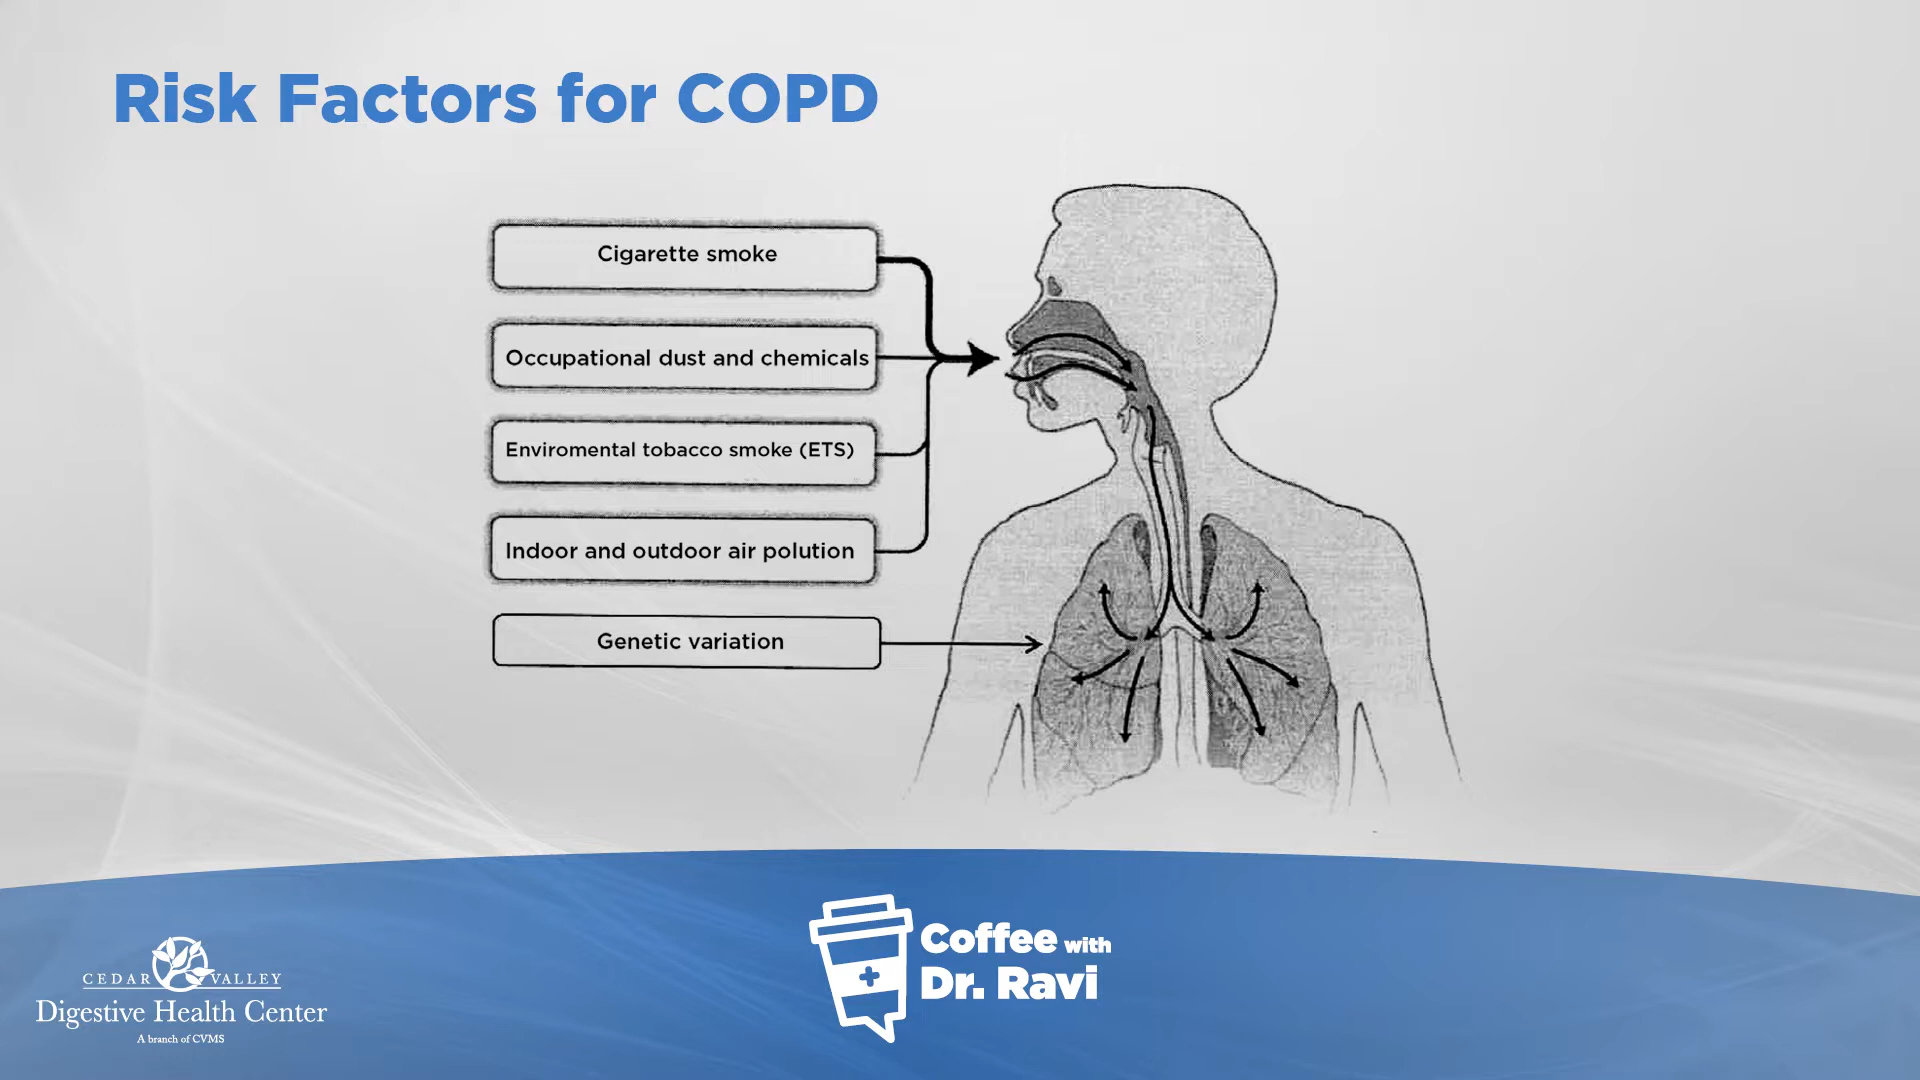 Risk Factors for COPD
Cigarette smoke
Occupational dust and chemicals
Enviromental tobacco smoke (ETS)
Indoor and outdoor air polution
Genetic variation
CEDAR VALLEY
Digestive Health Center
A branch of CVMS
Coffee with
Dr. Ravi